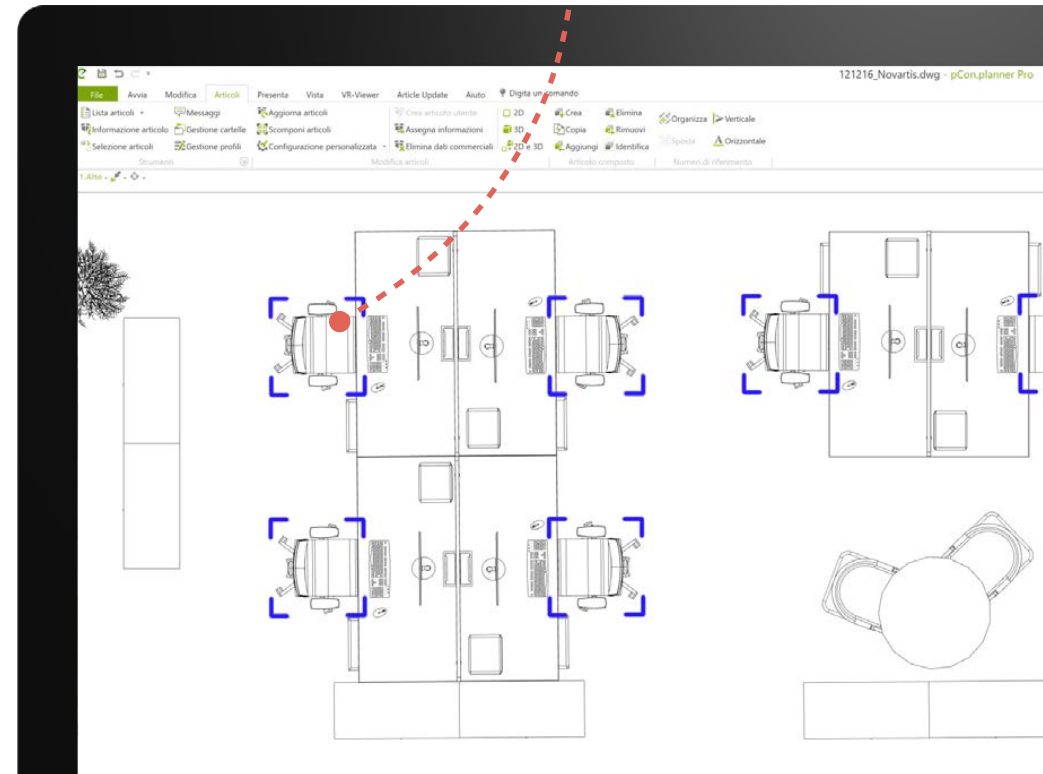 121216_Novartis.dwg - pCon.planner Pro
File Avvia Modifica Articoli Presenta Vista VR-Viewer Article Update Aiuto Digita un comando
Lista articoli Messaggi Aggiorna articoli Crea articolo utente 2D Crea Elimina Organizza Verticale
Informazione articolo Gestione cartelle Scomponi articoli Assegna informazioni 3D Copia Rimuovi Sposta Orizzontale
Selezione articoli Gestione profili Configurazione personalizzata Elimina dati commerciali 2D e 3D Aggiungi Identifica
Strumenti Modifica articoli Articolo composto Numeri di riferimento
1.Alto